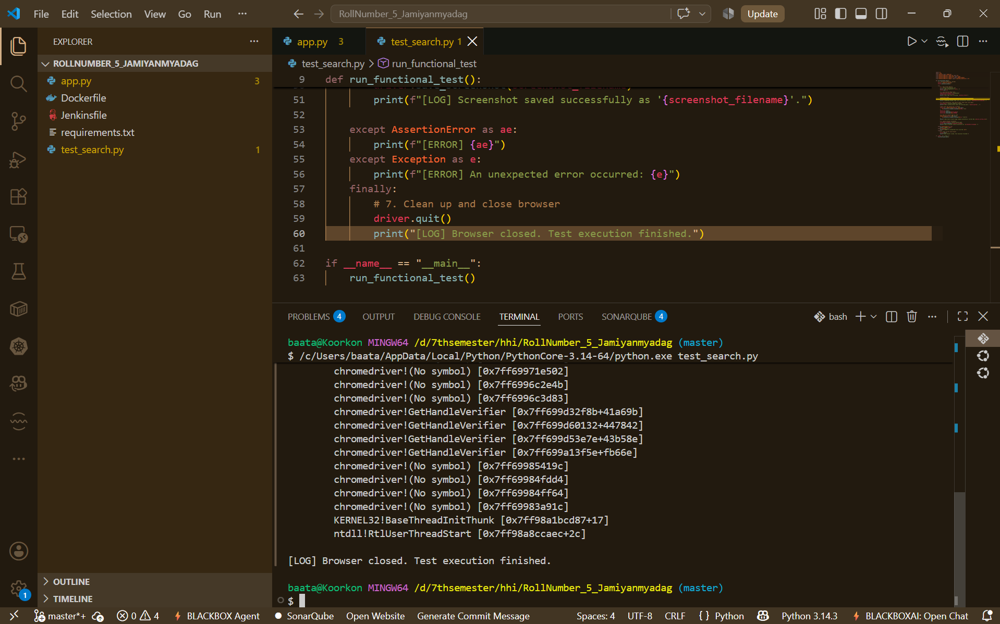 File Edit Selection View Go Run ··· RollNumber_5_Jamiyanmyadag Update
EXPLORER
ROLLNUMBER_5_JAMIYANMYADAG
app.py 3
Dockerfile
Jenkinsfile
requirements.txt
test_search.py 1
OUTLINE
TIMELINE
1
app.py 3 test_search.py 1
test_search.py > run_functional_test
9 def run_functional_test():
51 print(f"[LOG] Screenshot saved successfully as '{screenshot_filename}'.")
52
53 except AssertionError as ae:
54 print(f"[ERROR] {ae}")
55 except Exception as e:
56 print(f"[ERROR] An unexpected error occurred: {e}")
57 finally:
58 # 7. Clean up and close browser
59 driver.quit()
60 print("[LOG] Browser closed. Test execution finished.")
61
62 if __name__ == "__main__":
63 run_functional_test()
PROBLEMS 4 OUTPUT DEBUG CONSOLE TERMINAL PORTS SONARQUBE 4 bash
baata@Koorkon MINGW64 /d/7thsemester/hhi/RollNumber_5_Jamiyanmyadag (master)
$ /c/Users/baata/AppData/Local/Python/PythonCore-3.14-64/python.exe test_search.py
chromedriver!(No symbol) [0x7ff69971e502]
chromedriver!(No symbol) [0x7ff6996c2e4b]
chromedriver!(No symbol) [0x7ff6996c3d83]
chromedriver!GetHandleVerifier [0x7ff699d32f8b+41a69b]
chromedriver!GetHandleVerifier [0x7ff699d60132+447842]
chromedriver!GetHandleVerifier [0x7ff699d53e7e+43b58e]
chromedriver!GetHandleVerifier [0x7ff699a13f5e+fb66e]
chromedriver!(No symbol) [0x7ff69985419c]
chromedriver!(No symbol) [0x7ff69984fdd4]
chromedriver!(No symbol) [0x7ff69984ff64]
chromedriver!(No symbol) [0x7ff69983a91c]
KERNEL32!BaseThreadInitThunk [0x7ff98a1bcd87+17]
ntdll!RtlUserThreadStart [0x7ff98a8ccaec+2c]
[LOG] Browser closed. Test execution finished.
baata@Koorkon MINGW64 /d/7thsemester/hhi/RollNumber_5_Jamiyanmyadag (master)
$
master*+ 0 4 BLACKBOX Agent SonarQube Open Website Generate Commit Message Spaces: 4 UTF-8 CRLF {} Python Python 3.14.3 BLACKBOXAI: Open Chat